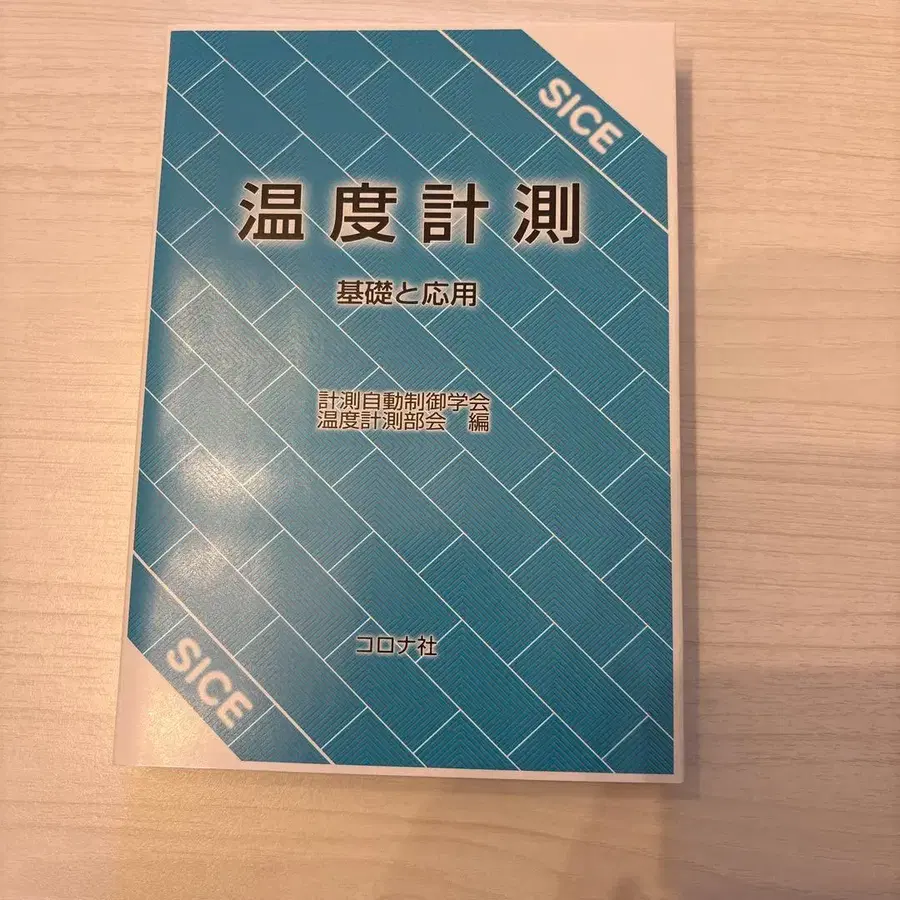 SICE
温度計測
基礎と応用
計測自動制御学会
温度計測部会 編
コロナ社
SICE